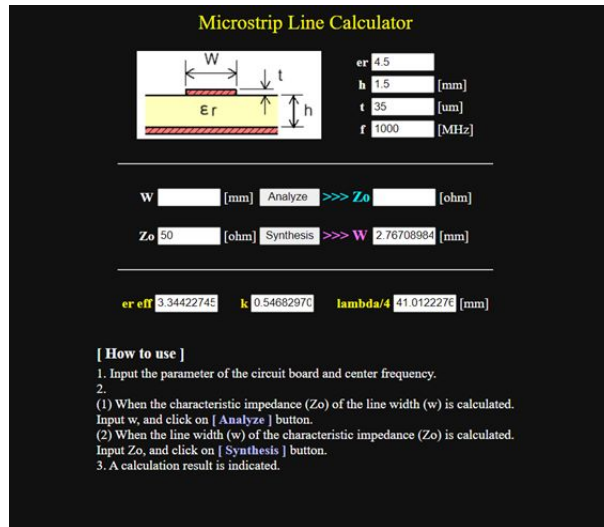 Microstrip Line Calculator
W
t
εr
h
er 4.5
h 1.5 [mm]
t 35 [um]
f 1000 [MHz]
W [mm] Analyze >>> Zo [ohm]
Zo 50 [ohm] Synthesis >>> W 2.76708984 [mm]
er eff 3.34422745 k 0.5468297C lambda/4 41.0122276 [mm]
[ How to use ]
1. Input the parameter of the circuit board and center frequency.
2.
(1) When the characteristic impedance (Zo) of the line width (w) is calculated.
Input w, and click on [ Analyze ] button.
(2) When the line width (w) of the characteristic impedance (Zo) is calculated.
Input Zo, and click on [ Synthesis ] button.
3. A calculation result is indicated.